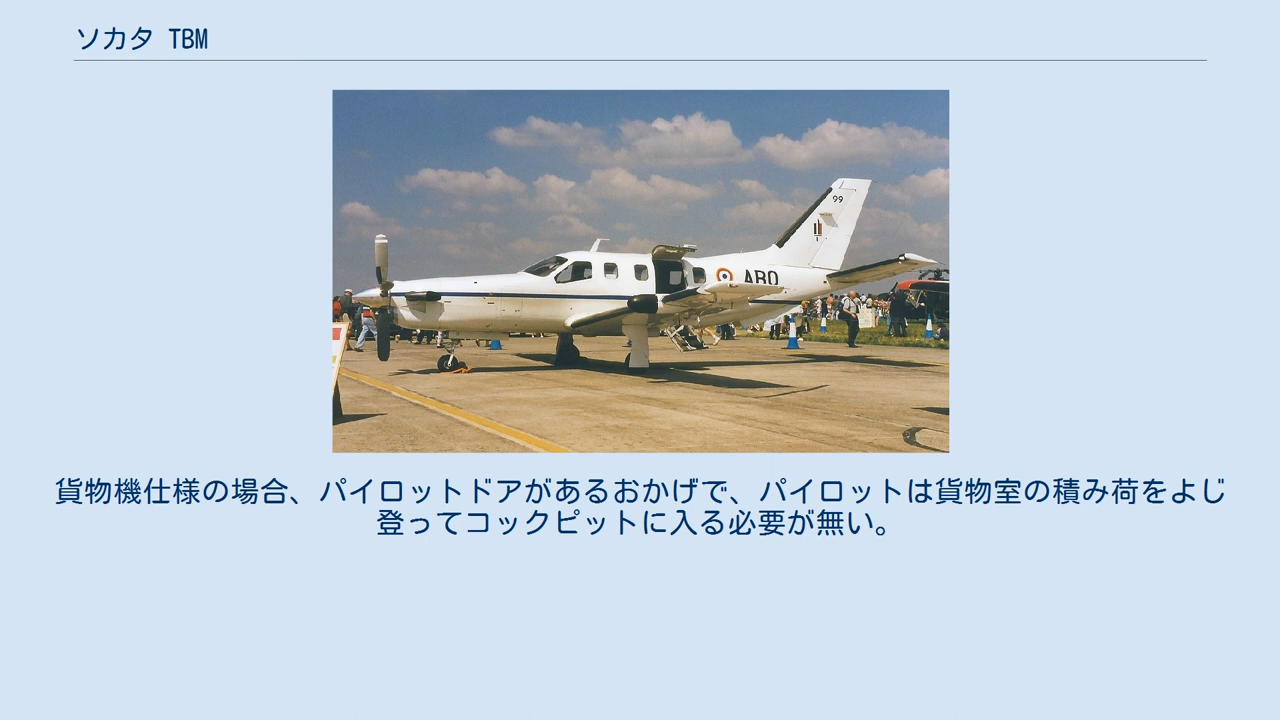 ソカタ TBM
99
ABO
貨物機仕様の場合、パイロットドアがあるおかげで、パイロットは貨物室の積み荷をよじ
登ってコックピットに入る必要が無い。